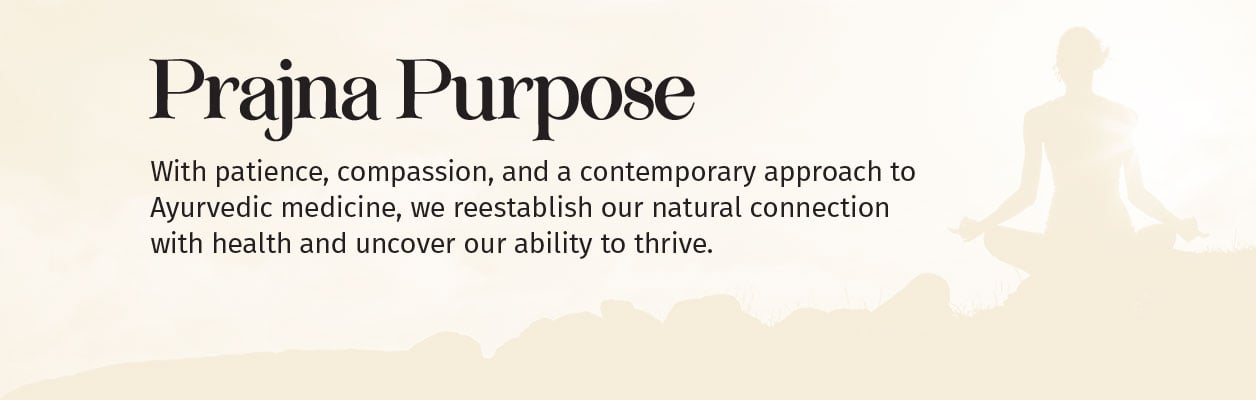 Prajna Purpose
With patience, compassion, and a contemporary approach to
Ayurvedic medicine, we reestablish our natural connection
with health and uncover our ability to thrive.